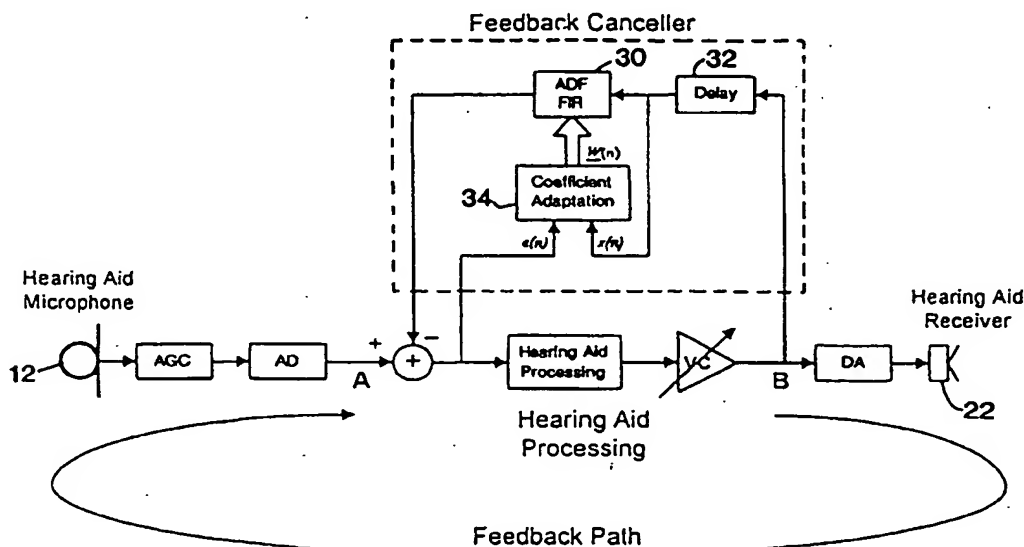 Feedback Canceller
30
32
ADF
FIR
Delay
W(n)
34
Coefficient
Adaptation
e(n)
x(n)
Hearing Aid
Microphone
Hearing Aid
Receiver
12
AGC
AD
+
−
+
A
Hearing Aid
Processing
VC
B
DA
22
Hearing Aid
Processing
Feedback Path